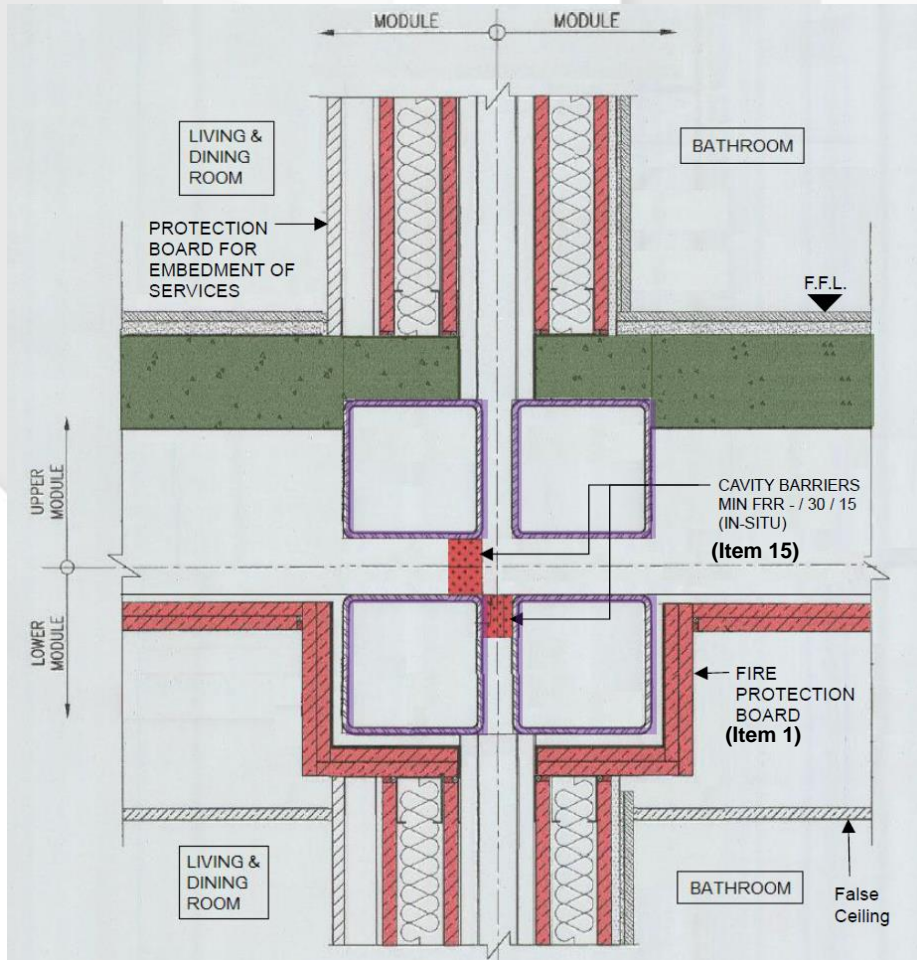 MODULE
MODULE
LIVING &
DINING
ROOM
BATHROOM
PROTECTION
BOARD FOR
EMBEDMENT OF
SERVICES
F.F.L.
UPPER
MODULE
CAVITY BARRIERS
MIN FRR - / 30 / 15
(IN-SITU)
(Item 15)
LOWER
MODULE
FIRE
PROTECTION
BOARD
(Item 1)
LIVING &
DINING
ROOM
BATHROOM
False
Ceiling